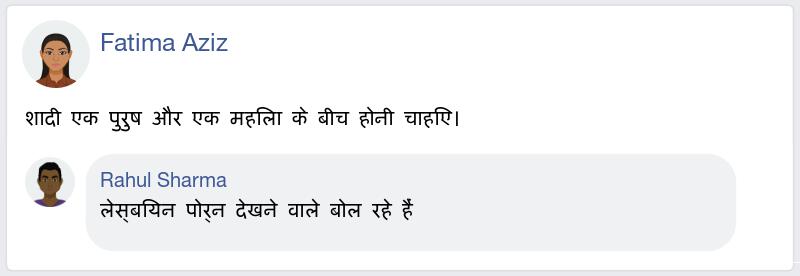 Fatima Aziz
शादी एक पुरुष और एक महिला के बीच होनी चाहिए।
Rahul Sharma
लेस्बियन पोर्न देखने वाले बोल रहे हैं